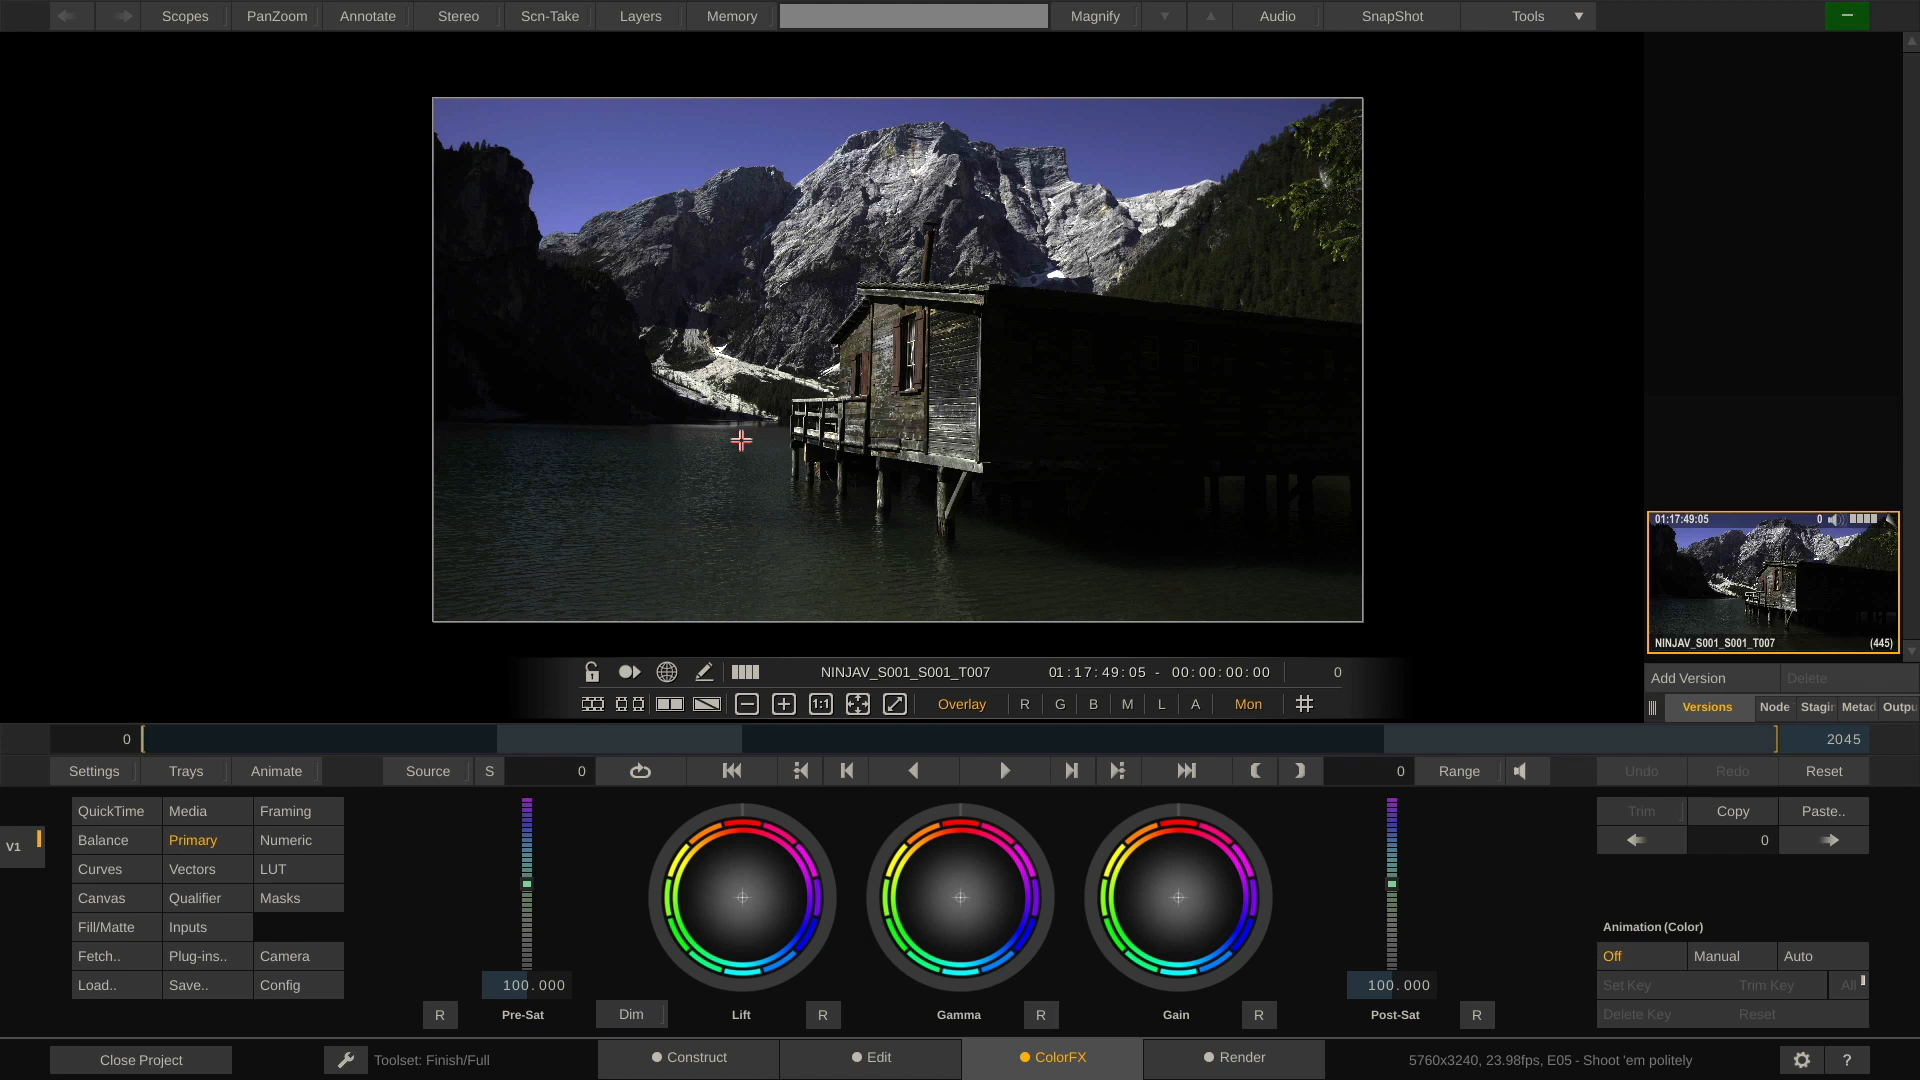 Scopes PanZoom Annotate Stereo Scn-Take Layers Memory Magnify Audio SnapShot Tools
01:17:49:05 0
NINJAV_S001_S001_T007 (445)
NINJAV_S001_S001_T007 01:17:49:05 - 00:00:00:00 0
Add Version Delete
1:1 Overlay R G B M L A Mon
Versions Node Stagin Metad Outpu
0 2045
Settings Trays Animate Source S 0 0 Range Undo Redo Reset
QuickTime Media Framing
Trim Copy Paste..
Balance Primary Numeric
0
V1
Curves Vectors LUT
Canvas Qualifier Masks
Fill/Matte Inputs
Animation (Color)
Fetch.. Plug-ins.. Camera
Off Manual Auto
Load.. Save.. Config
100.000 100.000
Set Key Trim Key All
R Pre-Sat Dim Lift R Gamma R Gain R Post-Sat R
Delete Key Reset
Close Project Toolset: Finish/Full Construct Edit ColorFX Render 5760x3240, 23.98fps, E05 - Shoot 'em politely ?